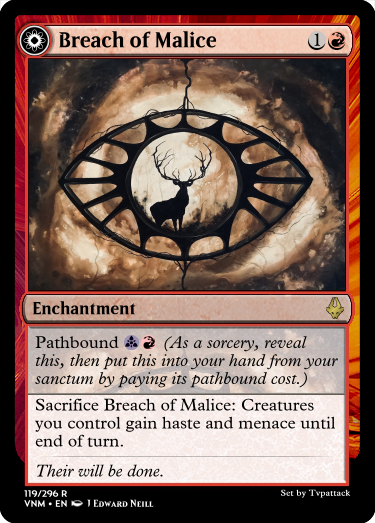 Breach of Malice 1
Enchantment
Pathbound (As a sorcery, reveal
this, then put this into your hand from your
sanctum by paying its pathbound cost.)
Sacrifice Breach of Malice: Creatures
you control gain haste and menace until
end of turn.
Their will be done.
119/296 R
Set by Tvpattack
VNM • EN J Edward Neill